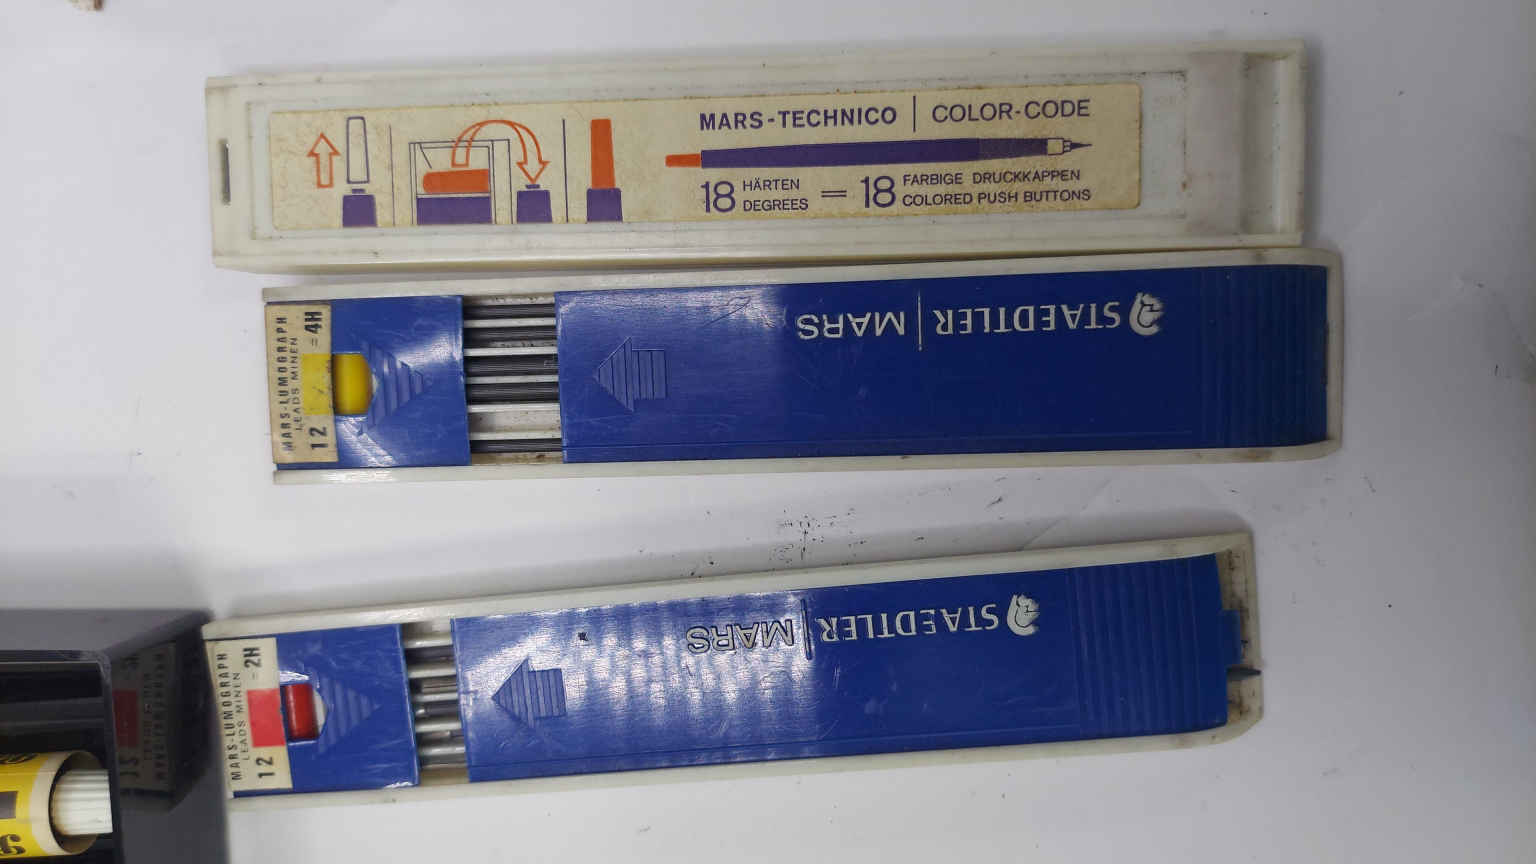 MARS-TECHNICO | COLOR-CODE
18 HÄRTEN DEGREES = 18 FARBIGE DRUCKKAPPEN COLORED PUSH BUTTONS
MARS-LUMOGRAPH
LEADS MINEN
12 = 4H
STAEDTLER | MARS
MARS-LUMOGRAPH
LEADS MINEN
12 = 2H
STAEDTLER | MARS